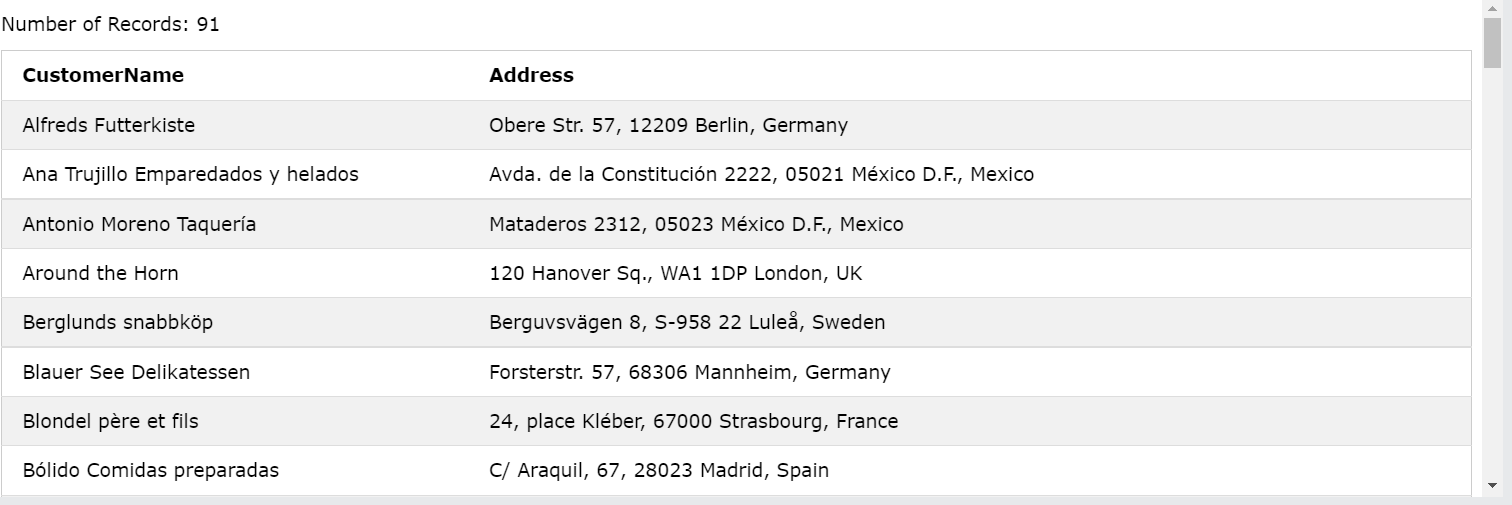 Number of Records: 91
CustomerName Address
Alfreds Futterkiste Obere Str. 57, 12209 Berlin, Germany
Ana Trujillo Emparedados y helados Avda. de la Constitución 2222, 05021 México D.F., Mexico
Antonio Moreno Taquería Mataderos 2312, 05023 México D.F., Mexico
Around the Horn 120 Hanover Sq., WA1 1DP London, UK
Berglunds snabbköp Berguvsvägen 8, S-958 22 Luleå, Sweden
Blauer See Delikatessen Forsterstr. 57, 68306 Mannheim, Germany
Blondel père et fils 24, place Kléber, 67000 Strasbourg, France
Bólido Comidas preparadas C/ Araquil, 67, 28023 Madrid, Spain